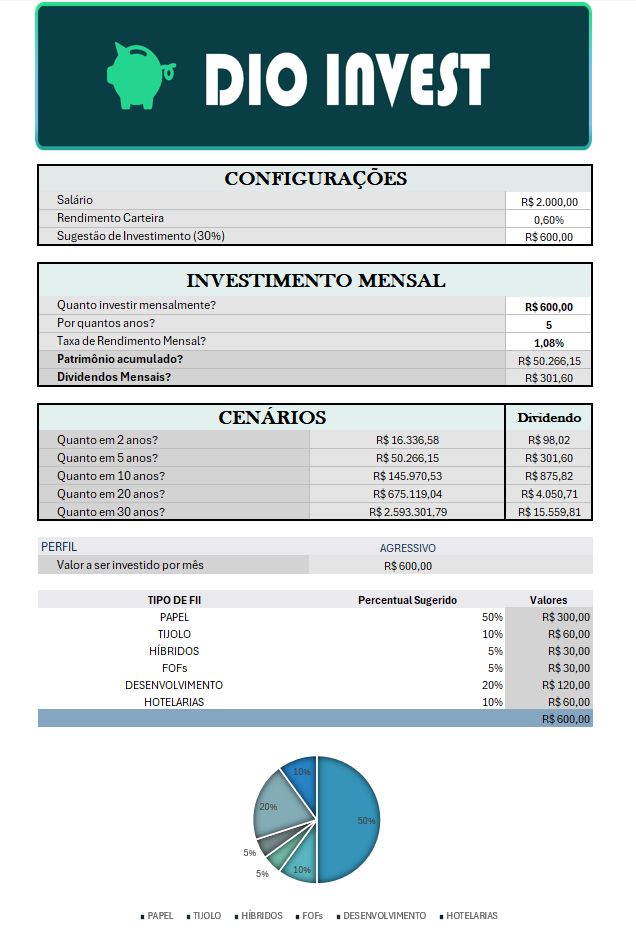 DIO INVEST
CONFIGURAÇÕES
Salário R$ 2.000,00
Rendimento Carteira 0,60%
Sugestão de Investimento (30%) R$ 600,00
INVESTIMENTO MENSAL
Quanto investir mensalmente? R$ 600,00
Por quantos anos? 5
Taxa de Rendimento Mensal? 1,08%
Patrimônio acumulado? R$ 50.266,15
Dividendos Mensais? R$ 301,60
CENÁRIOS Dividendo
Quanto em 2 anos? R$ 16.336,58 R$ 98,02
Quanto em 5 anos? R$ 50.266,15 R$ 301,60
Quanto em 10 anos? R$ 145.970,53 R$ 875,82
Quanto em 20 anos? R$ 675.119,04 R$ 4.050,71
Quanto em 30 anos? R$ 2.593.301,79 R$ 15.559,81
PERFIL AGRESSIVO
Valor a ser investido por mês R$ 600,00
TIPO DE FII Percentual Sugerido Valores
PAPEL 50% R$ 300,00
TIJOLO 10% R$ 60,00
HÍBRIDOS 5% R$ 30,00
FOFs 5% R$ 30,00
DESENVOLVIMENTO 20% R$ 120,00
HOTELARIAS 10% R$ 60,00
R$ 600,00
10%
20%
50%
5%
5%
10%
PAPEL TIJOLO HÍBRIDOS FOFs DESENVOLVIMENTO HOTELARIAS